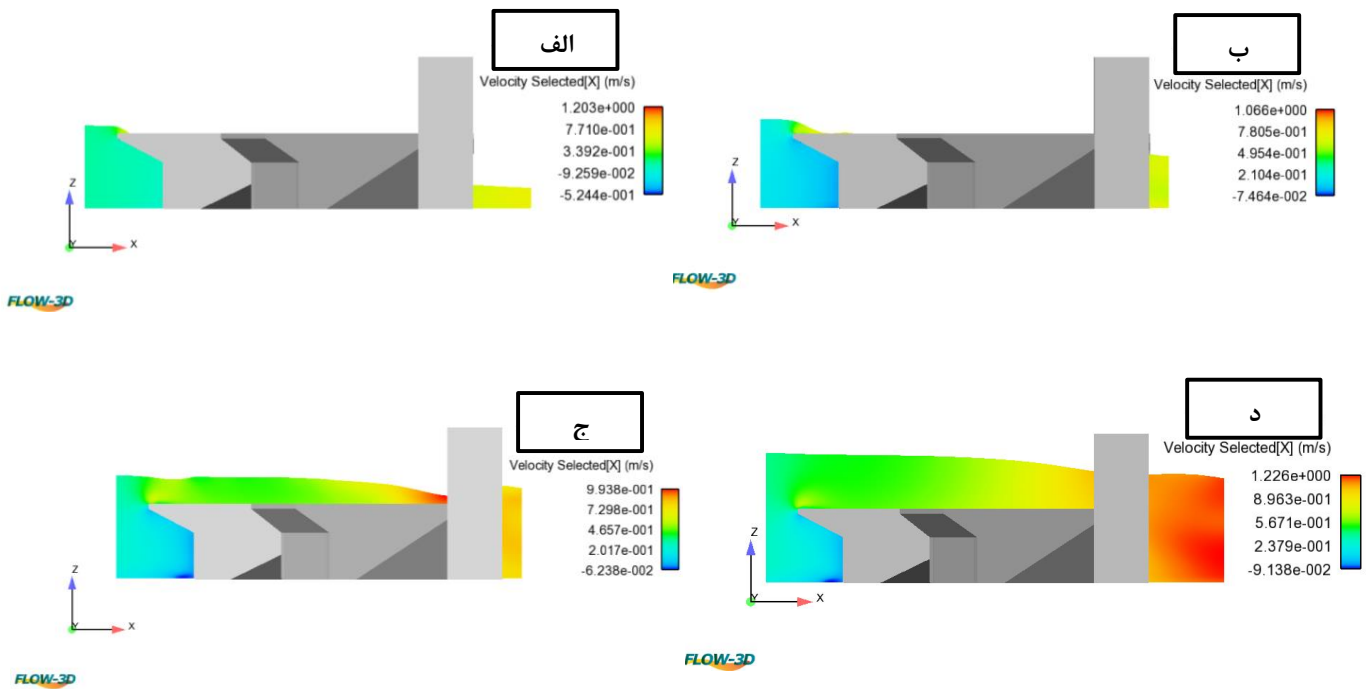 الف
Velocity Selected[X] (m/s)
1.203e+000
7.710e-001
3.392e-001
-9.259e-002
-5.244e-001
Z
Y
X
FLOW-3D
ب
Velocity Selected[X] (m/s)
1.066e+000
7.805e-001
4.954e-001
2.104e-001
-7.464e-002
Z
Y
X
FLOW-3D
ج
Velocity Selected[X] (m/s)
9.938e-001
7.298e-001
4.657e-001
2.017e-001
-6.238e-002
Z
Y
X
FLOW-3D
د
Velocity Selected[X] (m/s)
1.226e+000
8.963e-001
5.671e-001
2.379e-001
-9.138e-002
Z
Y
X
FLOW-3D